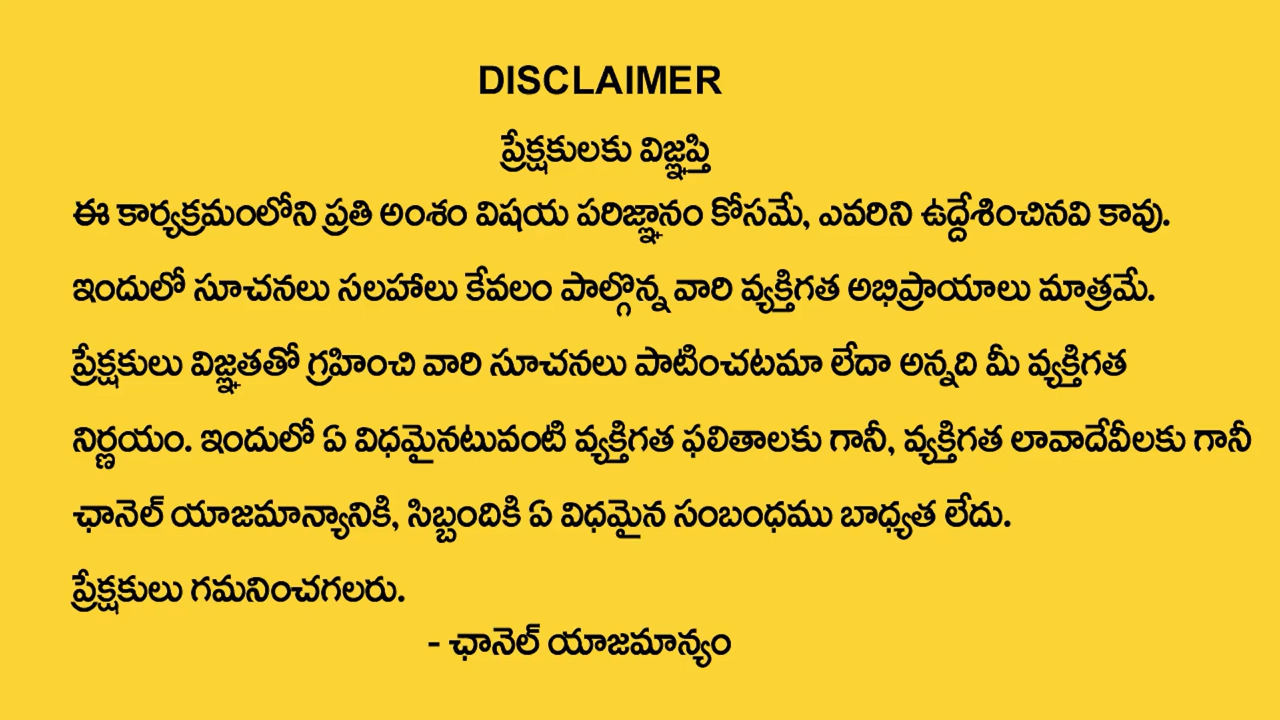 DISCLAIMER
ప్రేక్షకులకు విజ్ఞప్తి
ఈ కార్యక్రమంలోని ప్రతి అంశం విషయ పరిజ్ఞానం కోసమే, ఎవరిని ఉద్దేశించినవి కావు.
ఇందులో సూచనలు సలహాలు కేవలం పాల్గొన్న వారి వ్యక్తిగత అభిప్రాయాలు మాత్రమే.
ప్రేక్షకులు విజ్ఞతతో గ్రహించి వారి సూచనలు పాటించటమా లేదా అన్నది మీ వ్యక్తిగత
నిర్ణయం. ఇందులో ఏ విధమైనటువంటి వ్యక్తిగత ఫలితాలకు గానీ, వ్యక్తిగత లావాదేవీలకు గానీ
ఛానెల్ యాజమాన్యానికి, సిబ్బందికి ఏ విధమైన సంబంధము బాధ్యత లేదు.
ప్రేక్షకులు గమనించగలరు.
- ఛానెల్ యాజమాన్యం